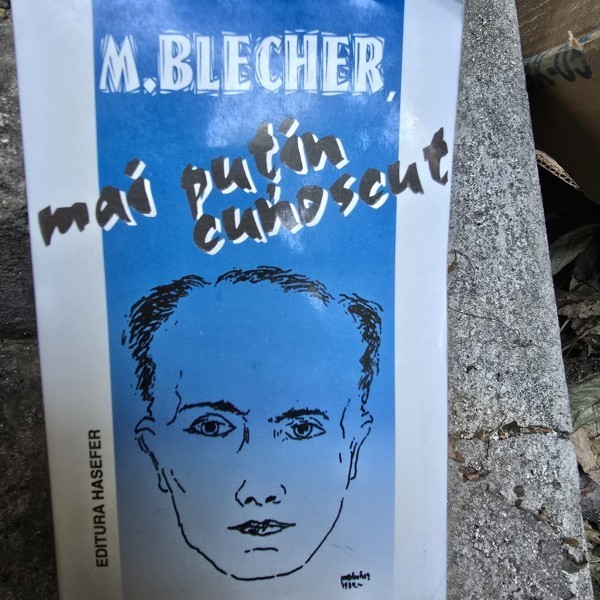 M.BLECHER,
mai puțin
cunoscut
EDITURA HASEFER